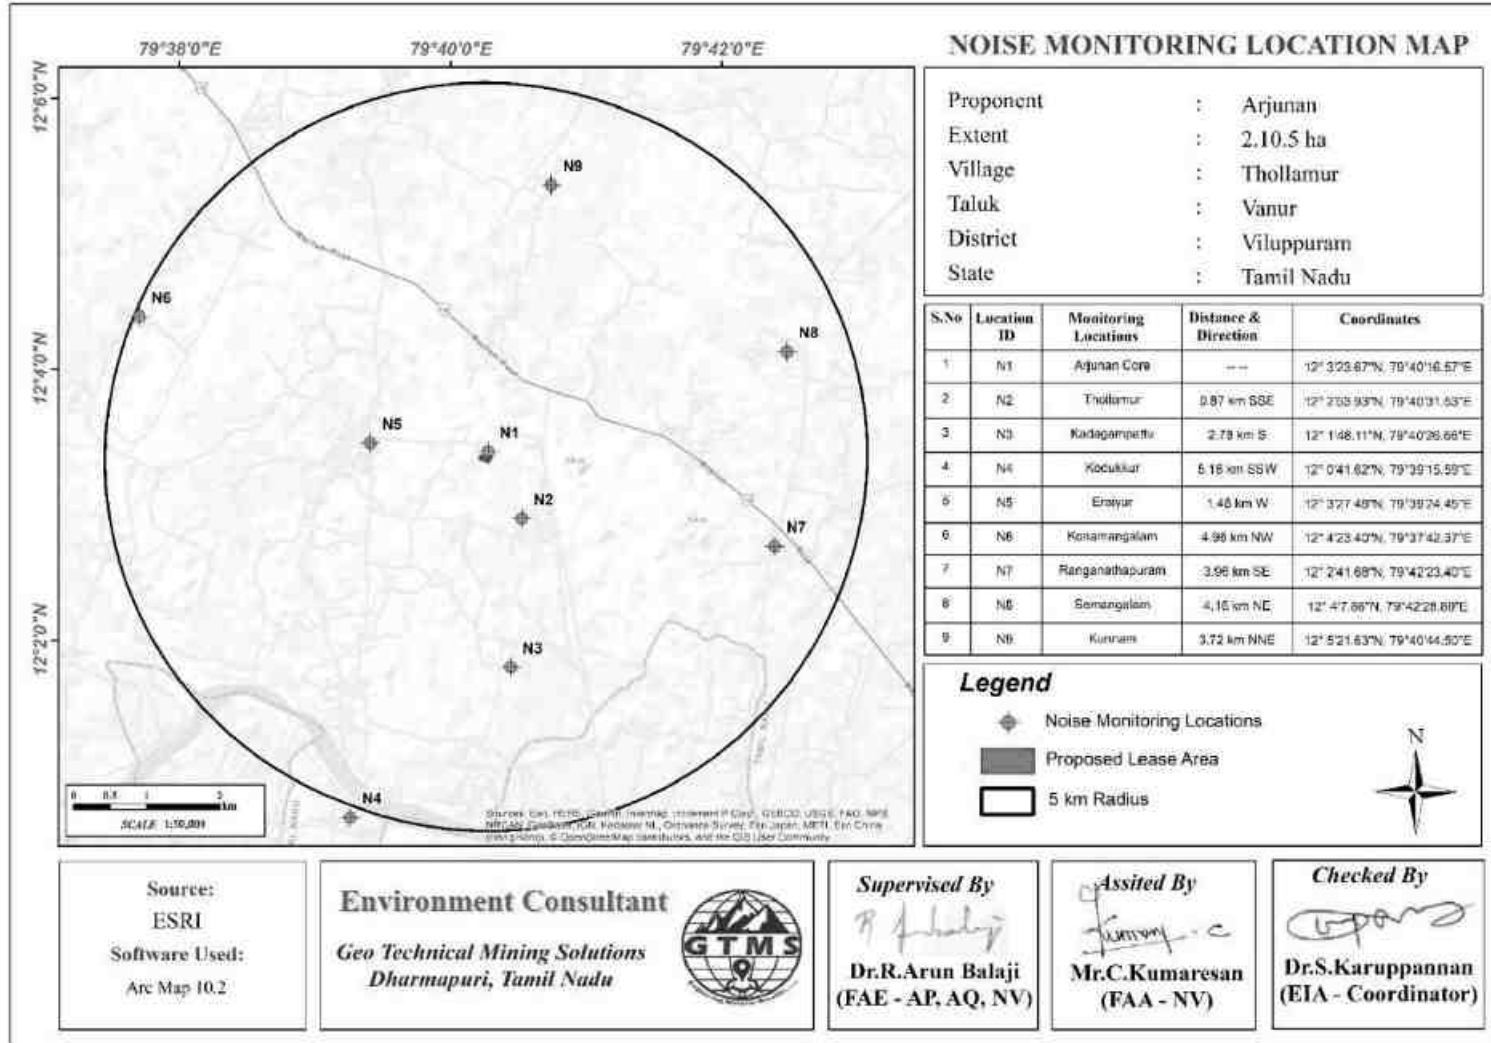 NOISE MONITORING LOCATION MAP
79°38'0"E 79°40'0"E 79°42'0"E
12°6'0"N
12°4'0"N
12°2'0"N
N9
N6
N8
N5
N1
N2
N7
N3
N4
0 0.5 1 2
km
SCALE 1:50,000
Proponent : Arjunan
Extent : 2.10.5 ha
Village : Thollamur
Taluk : Vanur
District : Viluppuram
State : Tamil Nadu
S.No Location ID Monitoring Locations Distance & Direction Coordinates
1 N1 Arjunan Core ---- 12° 3'23.67"N, 79°40'16.57"E
2 N2 Thollamur 0.87 km SSE 12° 2'53.93"N, 79°40'31.53"E
3 N3 Kadagampattu 2.78 km S 12° 1'48.11"N, 79°40'26.66"E
4 N4 Kodukkur 5.16 km SSW 12° 0'41.62"N, 79°39'15.59"E
5 N5 Eraiyur 1.48 km W 12° 3'27.49"N, 79°39'24.45"E
6 N6 Konamangalam 4.96 km NW 12° 4'23.40"N, 79°37'42.37"E
7 N7 Ranganathapuram 3.96 km SE 12° 2'41.68"N, 79°42'23.40"E
8 N8 Semangalam 4.16 km NE 12° 4'7.86"N, 79°42'28.80"E
9 N9 Kunnam 3.72 km NNE 12° 5'21.63"N, 79°40'44.50"E
Legend
Noise Monitoring Locations
Proposed Lease Area
5 km Radius
N
Source:
ESRI
Software Used:
Arc Map 10.2
Environment Consultant
Geo Technical Mining Solutions
Dharmapuri, Tamil Nadu
GTMS
Supervised By
Dr.R.Arun Balaji
(FAE - AP, AQ, NV)
Assited By
Mr.C.Kumaresan
(FAA - NV)
Checked By
Dr.S.Karuppannan
(EIA - Coordinator)